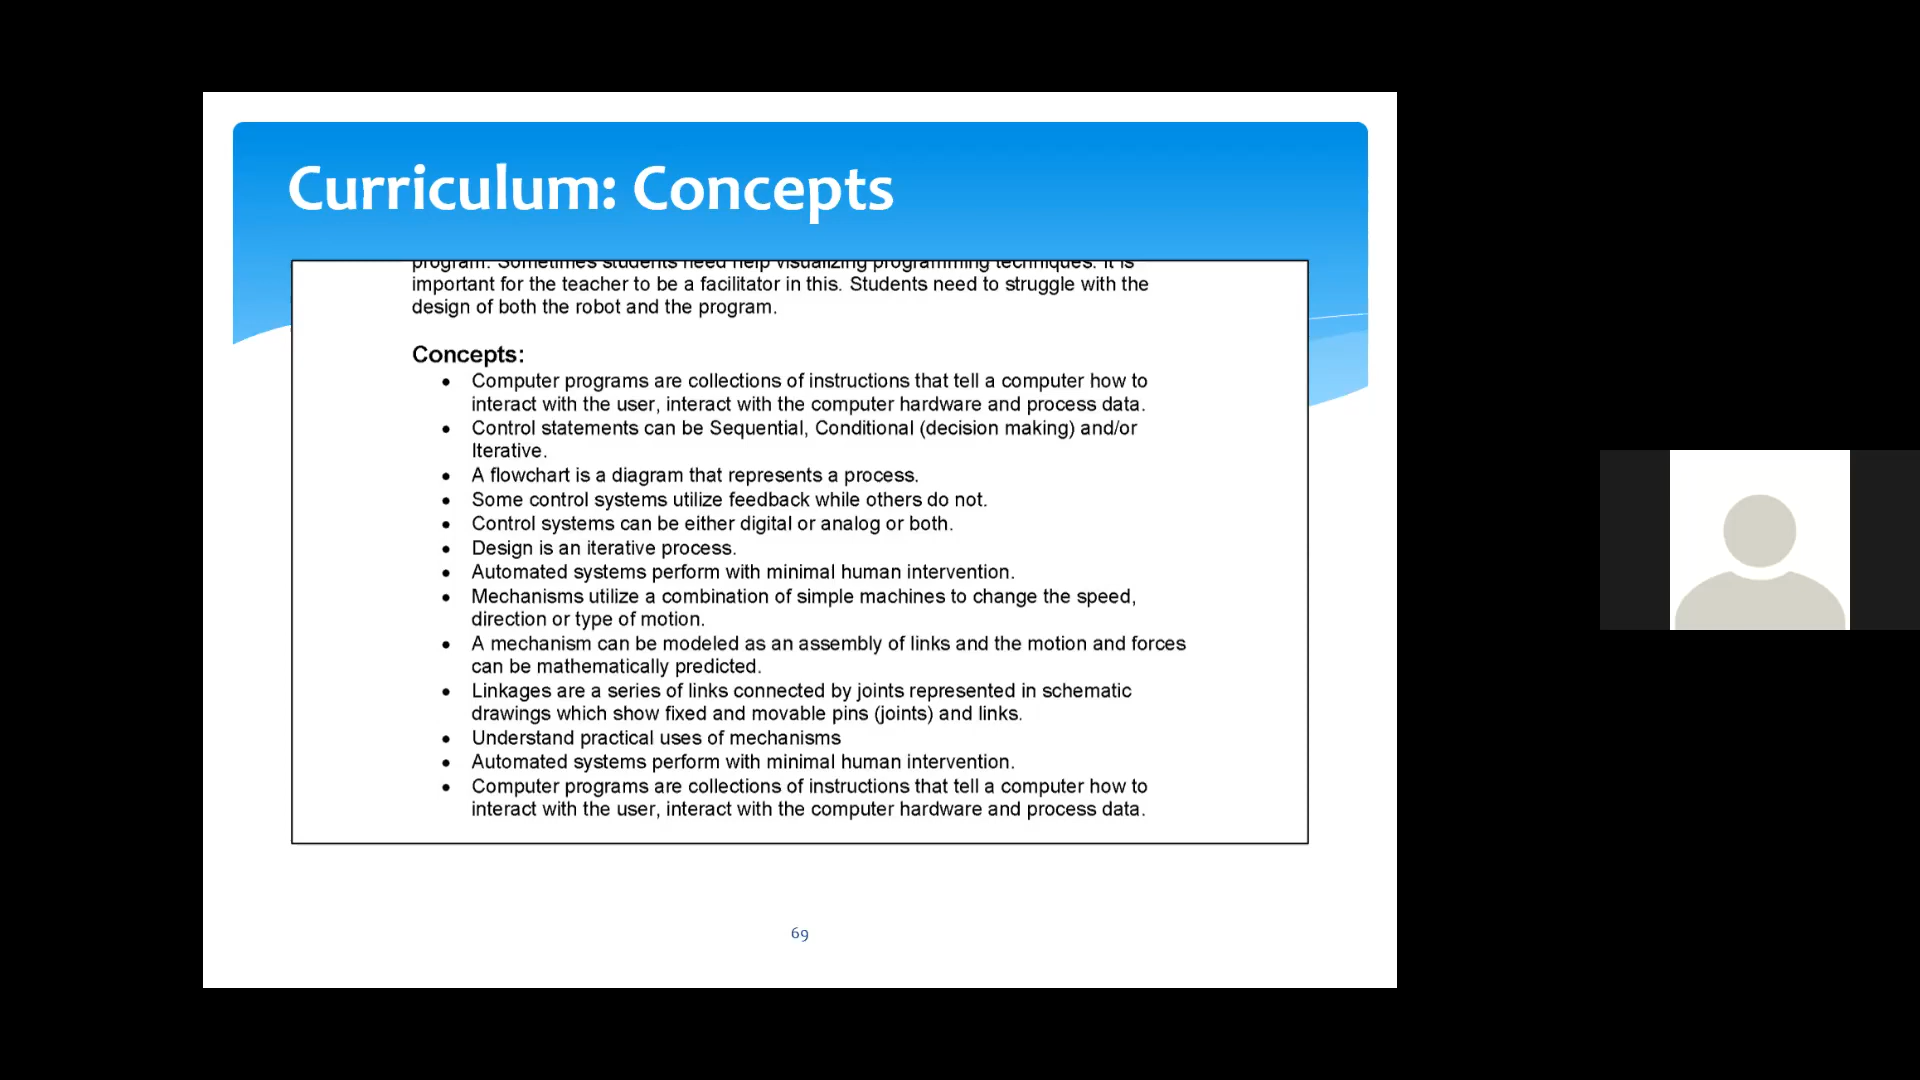 Curriculum: Concepts
program. Sometimes students need help visualizing programming techniques. It is
important for the teacher to be a facilitator in this. Students need to struggle with the
design of both the robot and the program.
Concepts:
• Computer programs are collections of instructions that tell a computer how to
interact with the user, interact with the computer hardware and process data.
• Control statements can be Sequential, Conditional (decision making) and/or
Iterative.
• A flowchart is a diagram that represents a process.
• Some control systems utilize feedback while others do not.
• Control systems can be either digital or analog or both.
• Design is an iterative process.
• Automated systems perform with minimal human intervention.
• Mechanisms utilize a combination of simple machines to change the speed,
direction or type of motion.
• A mechanism can be modeled as an assembly of links and the motion and forces
can be mathematically predicted.
• Linkages are a series of links connected by joints represented in schematic
drawings which show fixed and movable pins (joints) and links.
• Understand practical uses of mechanisms
• Automated systems perform with minimal human intervention.
• Computer programs are collections of instructions that tell a computer how to
interact with the user, interact with the computer hardware and process data.
69